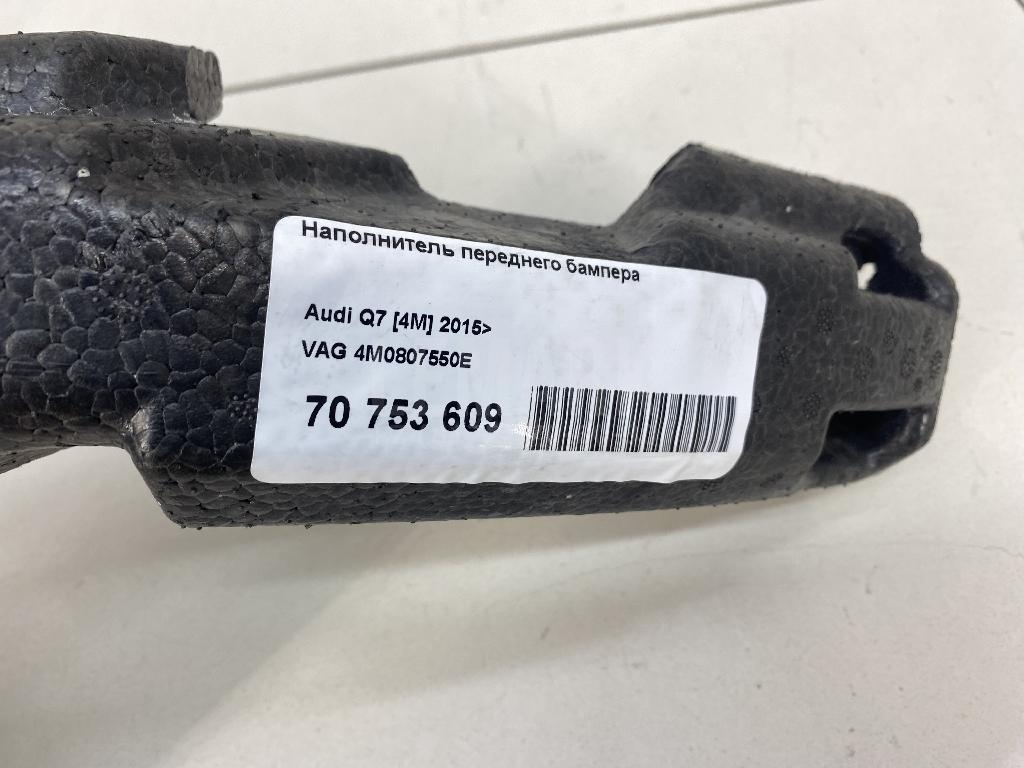 Наполнитель переднего бампера
Audi Q7 [4M] 2015>
VAG 4M0807550E
70 753 609